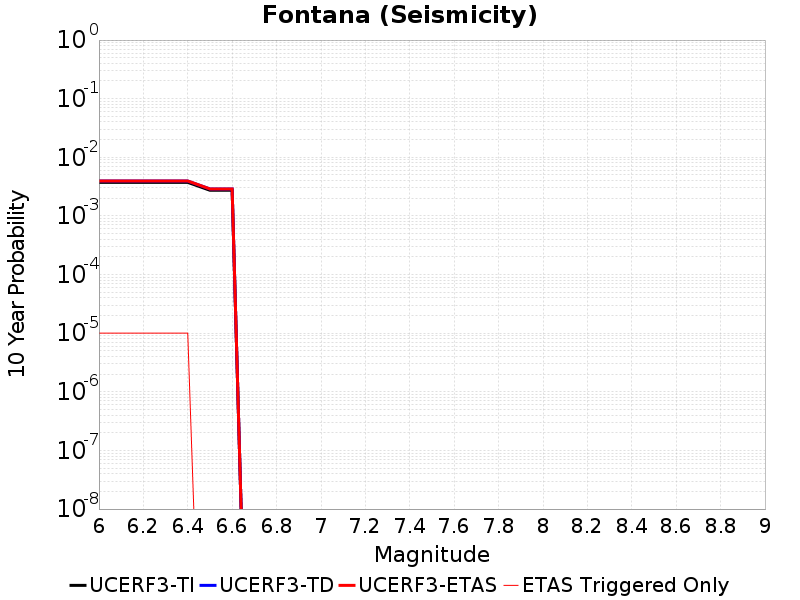 Fontana (Seismicity)
10^0
10^-1
10^-2
10^-3
10^-4
10^-5
10^-6
10^-7
10^-8
10 Year Probability
6 6.2 6.4 6.6 6.8 7 7.2 7.4 7.6 7.8 8 8.2 8.4 8.6 8.8 9
Magnitude
UCERF3-TI UCERF3-TD UCERF3-ETAS ETAS Triggered Only